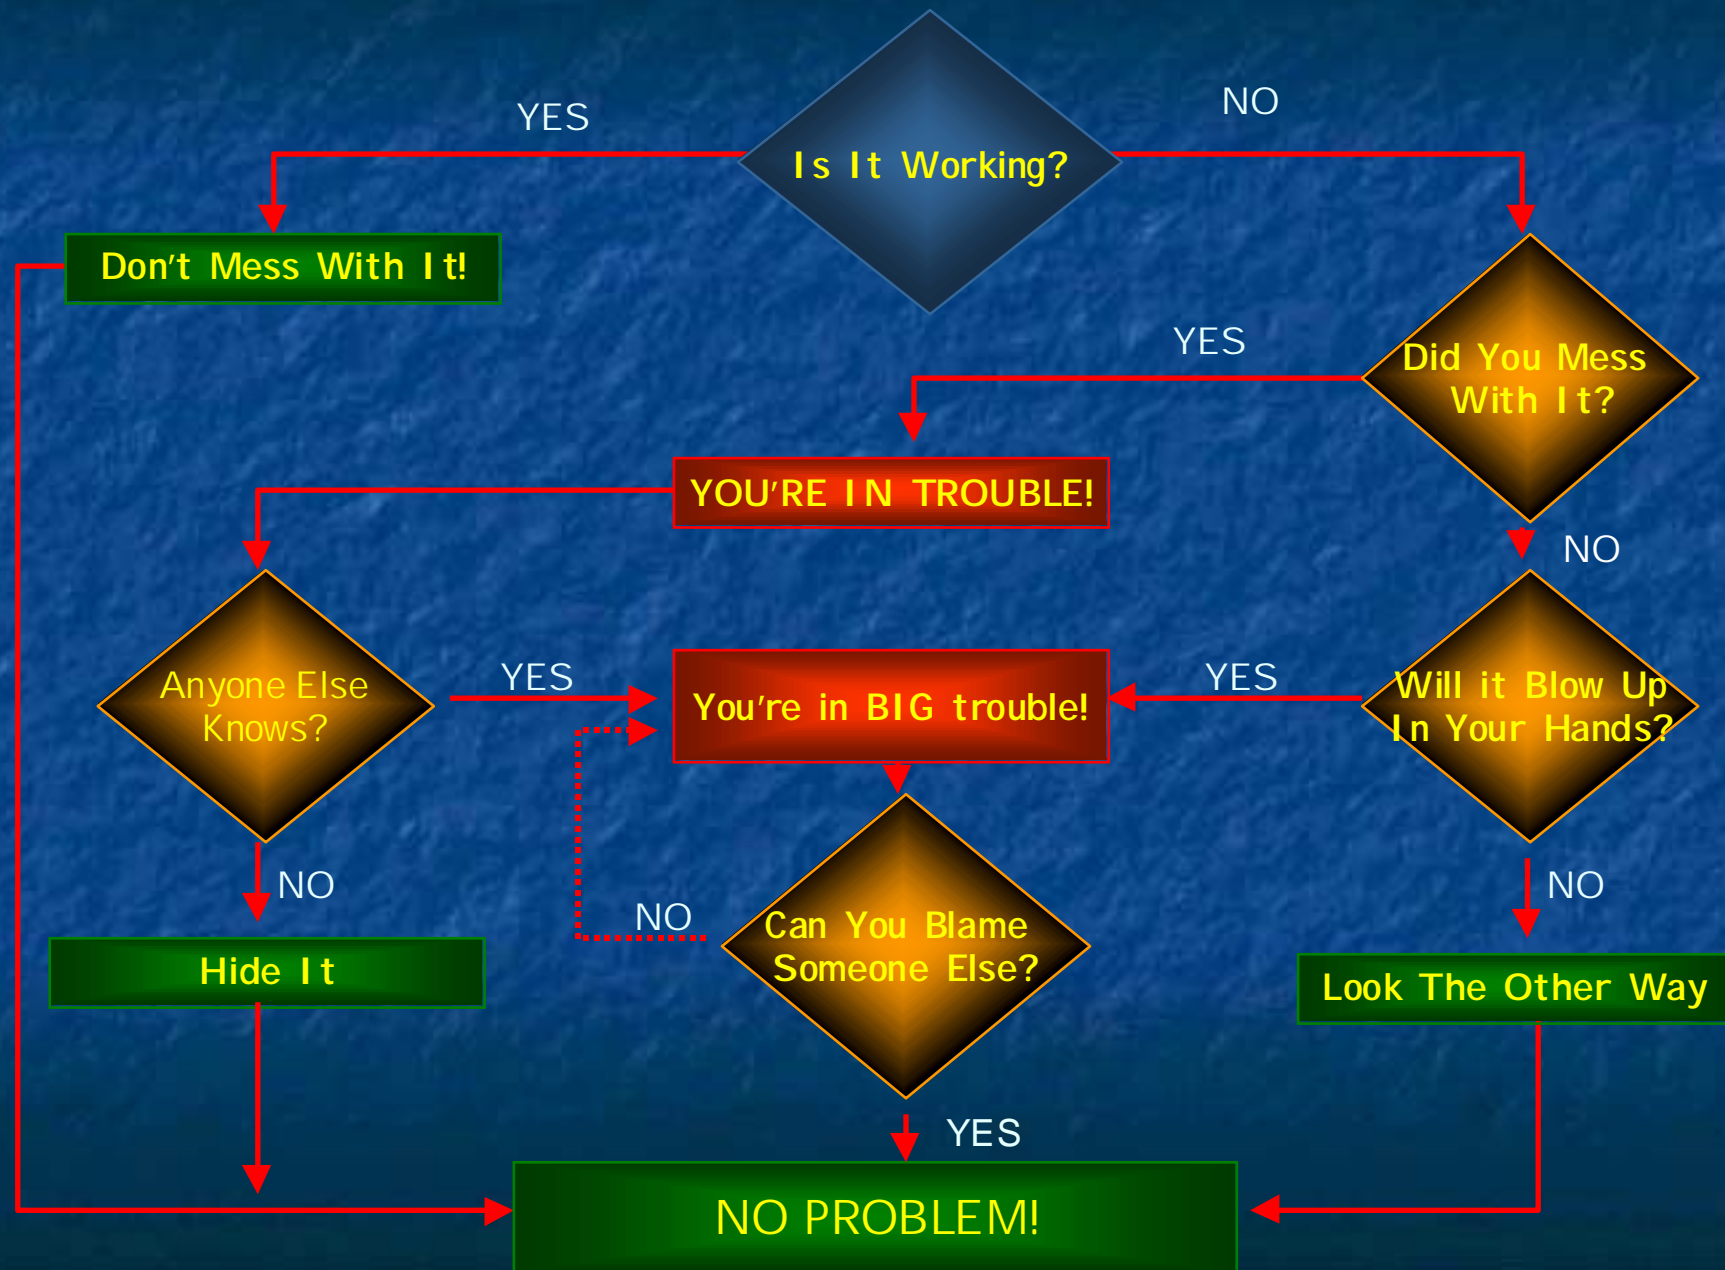 YES
NO
Is It Working?
Don't Mess With It!
YES
Did You Mess
With It?
YOU'RE IN TROUBLE!
NO
Anyone Else
Knows?
YES
You're in BIG trouble!
YES
Will it Blow Up
In Your Hands?
NO
NO
NO
Can You Blame
Someone Else?
Hide It
Look The Other Way
YES
NO PROBLEM!